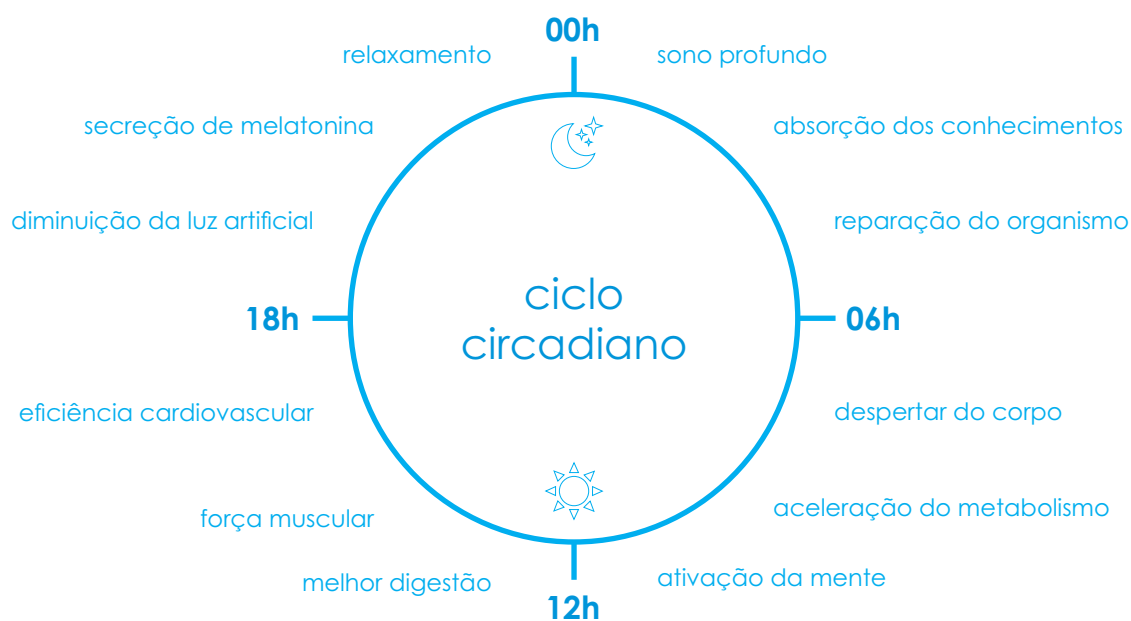 00h
relaxamento
sono profundo
secreção de melatonina
absorção dos conhecimentos
diminuição da luz artificial
reparação do organismo
ciclo
circadiano
18h
06h
eficiência cardiovascular
despertar do corpo
força muscular
aceleração do metabolismo
melhor digestão
ativação da mente
12h